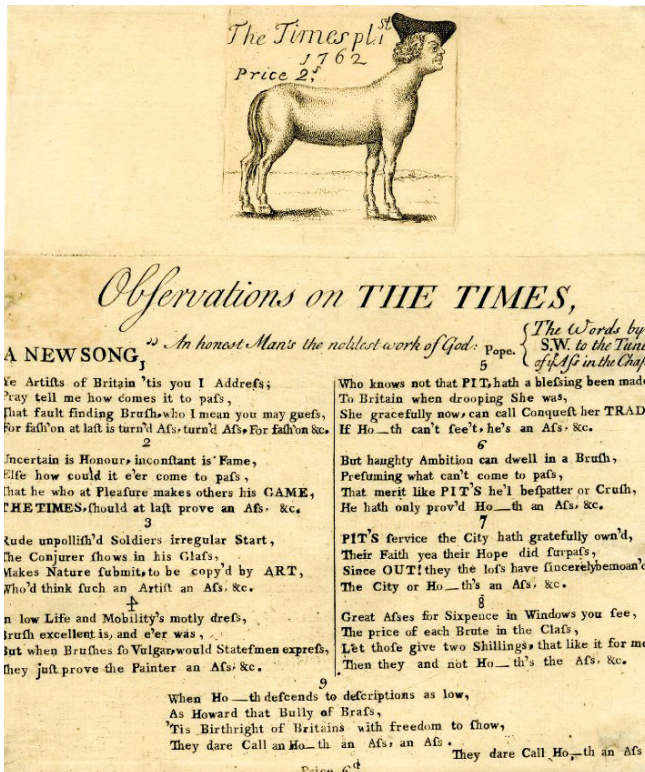 The Times pl: 1st
1762
Price 2s
Obſervations on THE TIMES,
A NEW SONG,
" An honest Man's the nobleſt work of God: Pope.
The Words by
S.W. to the Tune
of ye Aſs in the Chap
1
Ye Artiſts of Britain 'tis you I Addreſs;
Pray tell me how comes it to paſs,
That fault finding Bruſh, who I mean you may gueſs,
For faſh'on at laſt is turn'd Aſs, turn'd Aſs, For faſh'on &c.
2
Uncertain is Honour, inconſtant is Fame,
Elſe how could it e'er come to paſs,
That he who at Pleaſure makes others his GAME,
THE TIMES, ſhould at laſt prove an Aſs, &c.
3
Rude unpolliſh'd Soldiers irregular Start,
The Conjurer ſhows in his Glaſs,
Makes Nature ſubmit, to be copy'd by ART,
Who'd think ſuch an Artiſt an Aſs, &c.
4
n low Life and Mobility's motly dreſs,
Bruſh excellent is, and e'er was,
But when Bruſhes ſo Vulgar, would Stateſmen expreſs,
They juſt prove the Painter an Aſs, &c.
5
Who knows not that PIT, hath a bleſsing been made
To Britain when drooping She was,
She gracefully now, can call Conqueſt her TRAD
If Ho—th can't ſee't, he's an Aſs, &c.
6
But haughty Ambition can dwell in a Bruſh,
Preſuming what can't come to paſs,
That merit like PIT'S he'l beſpatter or Cruſh,
He hath only prov'd Ho—th an Aſs, &c.
7
PIT'S ſervice the City hath gratefully own'd,
Their Faith yea their Hope did ſurpaſs,
Since OUT! they the loſs have ſincerely bemoan'd
The City or Ho—th's an Aſs, &c.
8
Great Aſses for Sixpence in Windows you ſee,
The price of each Brute in the Claſs,
Let thoſe give two Shillings, that like it for me
Then they and not Ho—th's the Aſs, &c.
9
When Ho—th deſcends to deſcriptions as low,
As Howard that Bully of Braſs,
'Tis Birthright of Britains with freedom to ſhow,
They dare Call an Ho—th an Aſs, an Aſs.
They dare Call Ho—th an Aſs
Price 6d